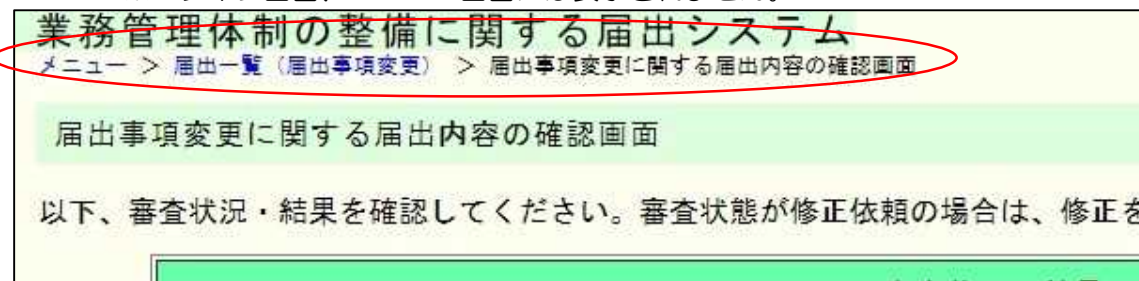 業務管理体制の整備に関する届出システム
メニュー > 届出一覧（届出事項変更） > 届出事項変更に関する届出内容の確認画面
届出事項変更に関する届出内容の確認画面
以下、審査状況・結果を確認してください。審査状態が修正依頼の場合は、修正を